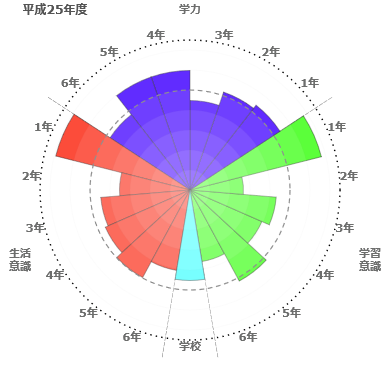 平成25年度
学力
4年
3年
5年
2年
6年
1年
1年
1年
2年
2年
3年
3年
生活
意識
学習
意識
4年
4年
5年
5年
6年
学校
6年